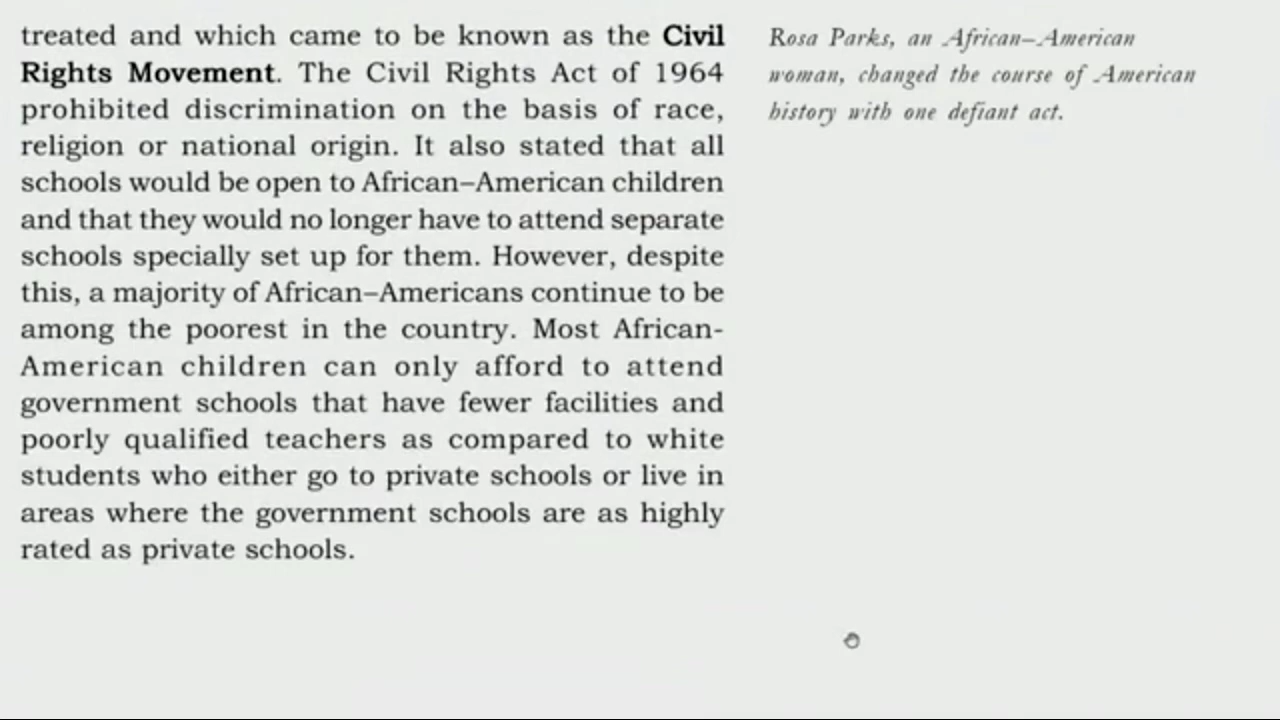 treated and which came to be known as the Civil
Rights Movement. The Civil Rights Act of 1964
prohibited discrimination on the basis of race,
religion or national origin. It also stated that all
schools would be open to African–American children
and that they would no longer have to attend separate
schools specially set up for them. However, despite
this, a majority of African–Americans continue to be
among the poorest in the country. Most African-
American children can only afford to attend
government schools that have fewer facilities and
poorly qualified teachers as compared to white
students who either go to private schools or live in
areas where the government schools are as highly
rated as private schools.
Rosa Parks, an African–American
woman, changed the course of American
history with one defiant act.